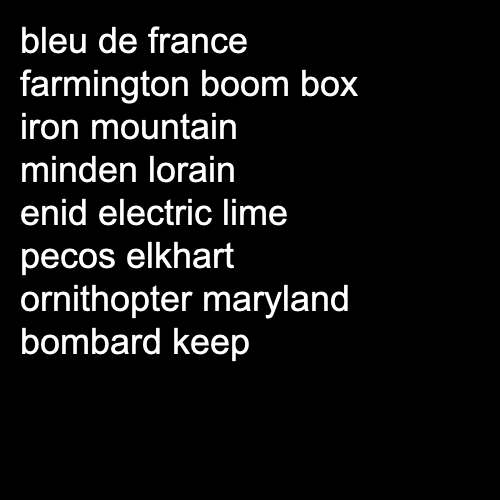 bleu de france
farmington boom box
iron mountain
minden lorain
enid electric lime
pecos elkhart
ornithopter maryland
bombard keep